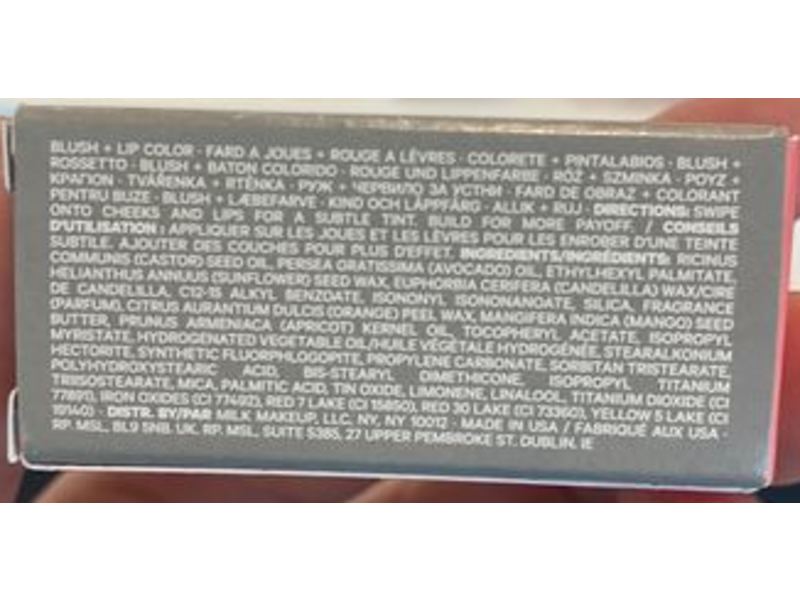 BLUSH + LIP COLOR · FARD A JOUES + ROUGE A LÈVRES · COLORETE + PINTALABIOS · BLUSH +
ROSSETTO · BLUSH + BATON COLORIDO · ROUGE UND LIPPENFARBE · RÓŻ + SZMINKA · ΡΟΥΖ +
ΚΡΑΓΙΟΝ · TVÁŘENKA + RTĚNKA · РУЖ + ЧЕРВИЛО ЗА УСТНИ · FARD DE OBRAZ + COLORANT
PENTRU BUZE · BLUSH + LÆBEFARVE · KIND OCH LÄPPFÄRG · ALLIK + RUJ · DIRECTIONS: SWIPE
ONTO CHEEKS AND LIPS FOR A SUBTLE TINT. BUILD FOR MORE PAYOFF. / CONSEILS
D'UTILISATION : APPLIQUER SUR LES JOUES ET LES LÈVRES POUR LES ENROBER D'UNE TEINTE
SUBTILE. AJOUTER DES COUCHES POUR PLUS D'EFFET. INGREDIENTS/INGRÉDIENTS: RICINUS
COMMUNIS (CASTOR) SEED OIL, PERSEA GRATISSIMA (AVOCADO) OIL, ETHYLHEXYL PALMITATE,
HELIANTHUS ANNUUS (SUNFLOWER) SEED WAX, EUPHORBIA CERIFERA (CANDELILLA) WAX/CIRE
DE CANDELILLA, C12-15 ALKYL BENZOATE, ISONONYL ISONONANOATE, SILICA, FRAGRANCE
(PARFUM), CITRUS AURANTIUM DULCIS (ORANGE) PEEL WAX, MANGIFERA INDICA (MANGO) SEED
BUTTER, PRUNUS ARMENIACA (APRICOT) KERNEL OIL, TOCOPHERYL ACETATE, ISOPROPYL
MYRISTATE, HYDROGENATED VEGETABLE OIL/HUILE VÉGÉTALE HYDROGÉNÉE, STEARALKONIUM
HECTORITE, SYNTHETIC FLUORPHLOGOPITE, PROPYLENE CARBONATE, SORBITAN TRISTEARATE,
POLYHYDROXYSTEARIC ACID, BIS-STEARYL DIMETHICONE, ISOPROPYL TITANIUM
TRIISOSTEARATE, MICA, PALMITIC ACID, TIN OXIDE, LIMONENE, LINALOOL, TITANIUM DIOXIDE (CI
77891), IRON OXIDES (CI 77492), RED 7 LAKE (CI 15850), RED 30 LAKE (CI 73360), YELLOW 5 LAKE (CI
19140) · DISTR. BY/PAR MILK MAKEUP, LLC, NY, NY 10012 · MADE IN USA / FABRIQUÉ AUX USA ·
RP. MSL, BL9 5NB. UK. RP. MSL, SUITE 5385, 27 UPPER PEMBROKE ST. DUBLIN. IE